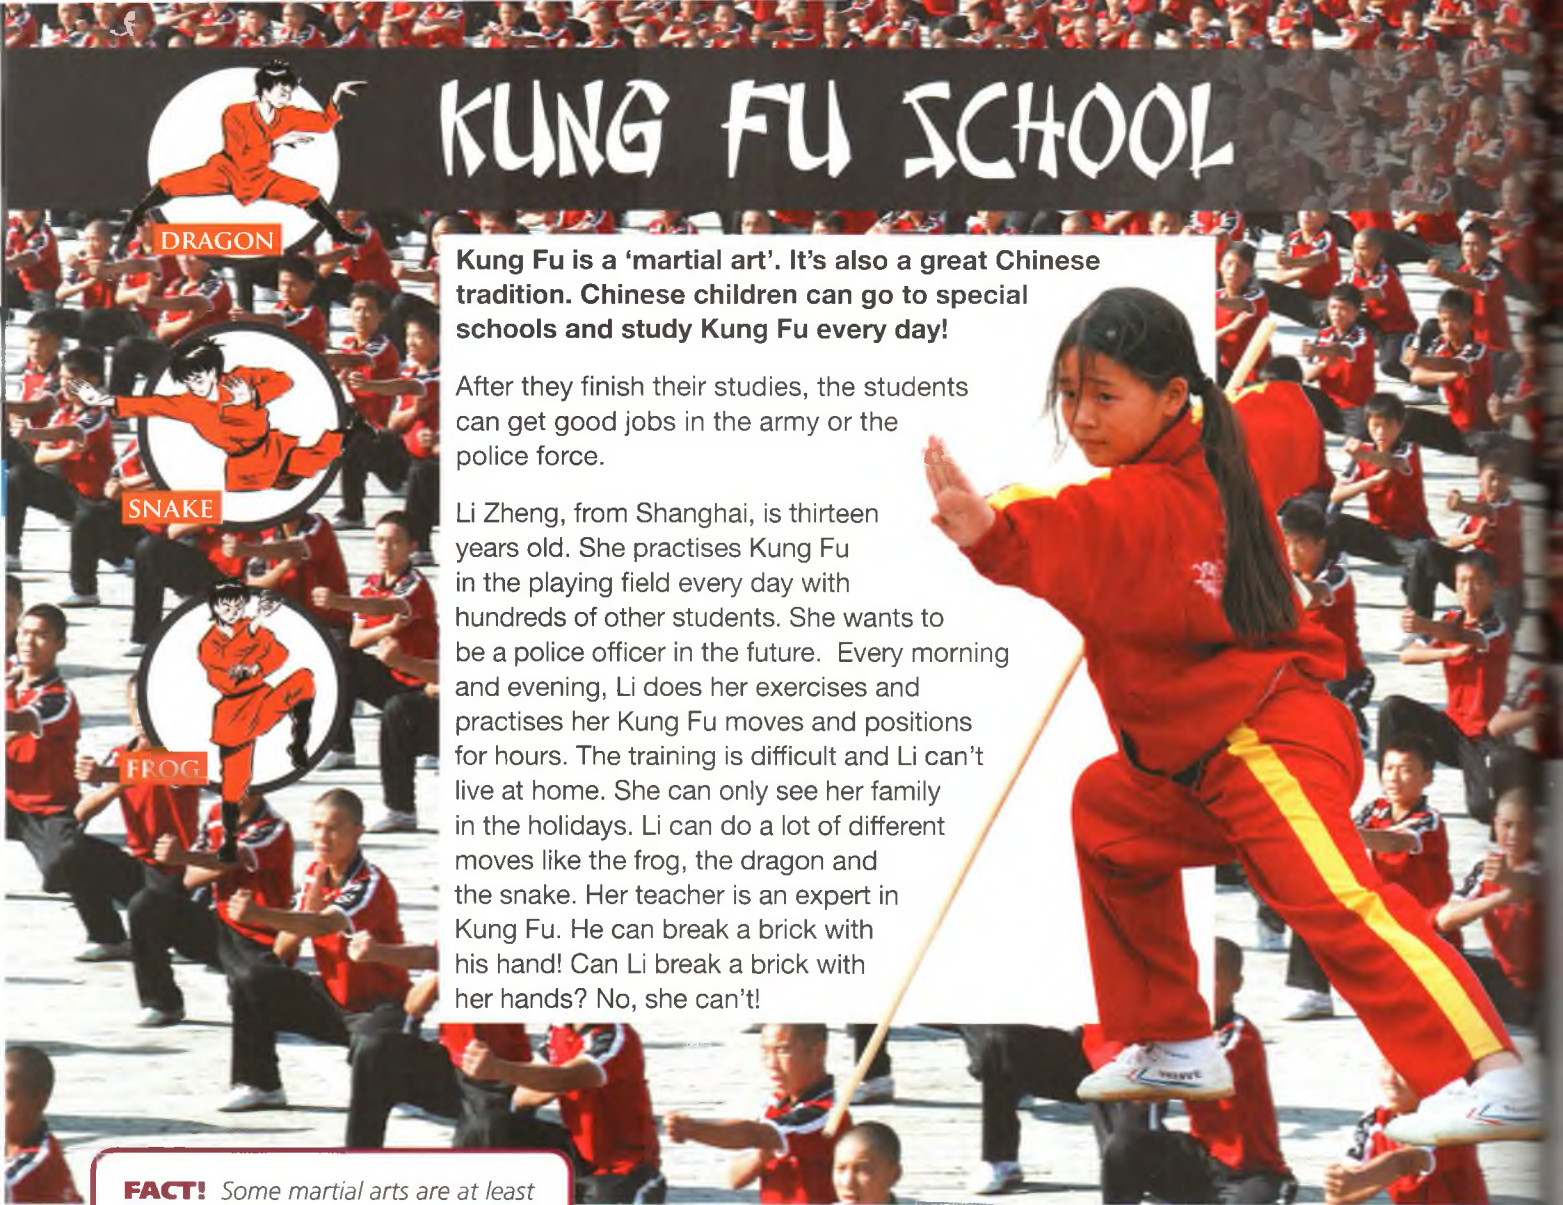 KUNG FU SCHOOL
DRAGON
SNAKE
FROG
Kung Fu is a ‘martial art’. It’s also a great Chinese
tradition. Chinese children can go to special
schools and study Kung Fu every day!
After they finish their studies, the students
can get good jobs in the army or the
police force.
Li Zheng, from Shanghai, is thirteen
years old. She practises Kung Fu
in the playing field every day with
hundreds of other students. She wants to
be a police officer in the future. Every morning
and evening, Li does her exercises and
practises her Kung Fu moves and positions
for hours. The training is difficult and Li can’t
live at home. She can only see her family
in the holidays. Li can do a lot of different
moves like the frog, the dragon and
the snake. Her teacher is an expert in
Kung Fu. He can break a brick with
his hand! Can Li break a brick with
her hands? No, she can’t!
FACT! Some martial arts are at least